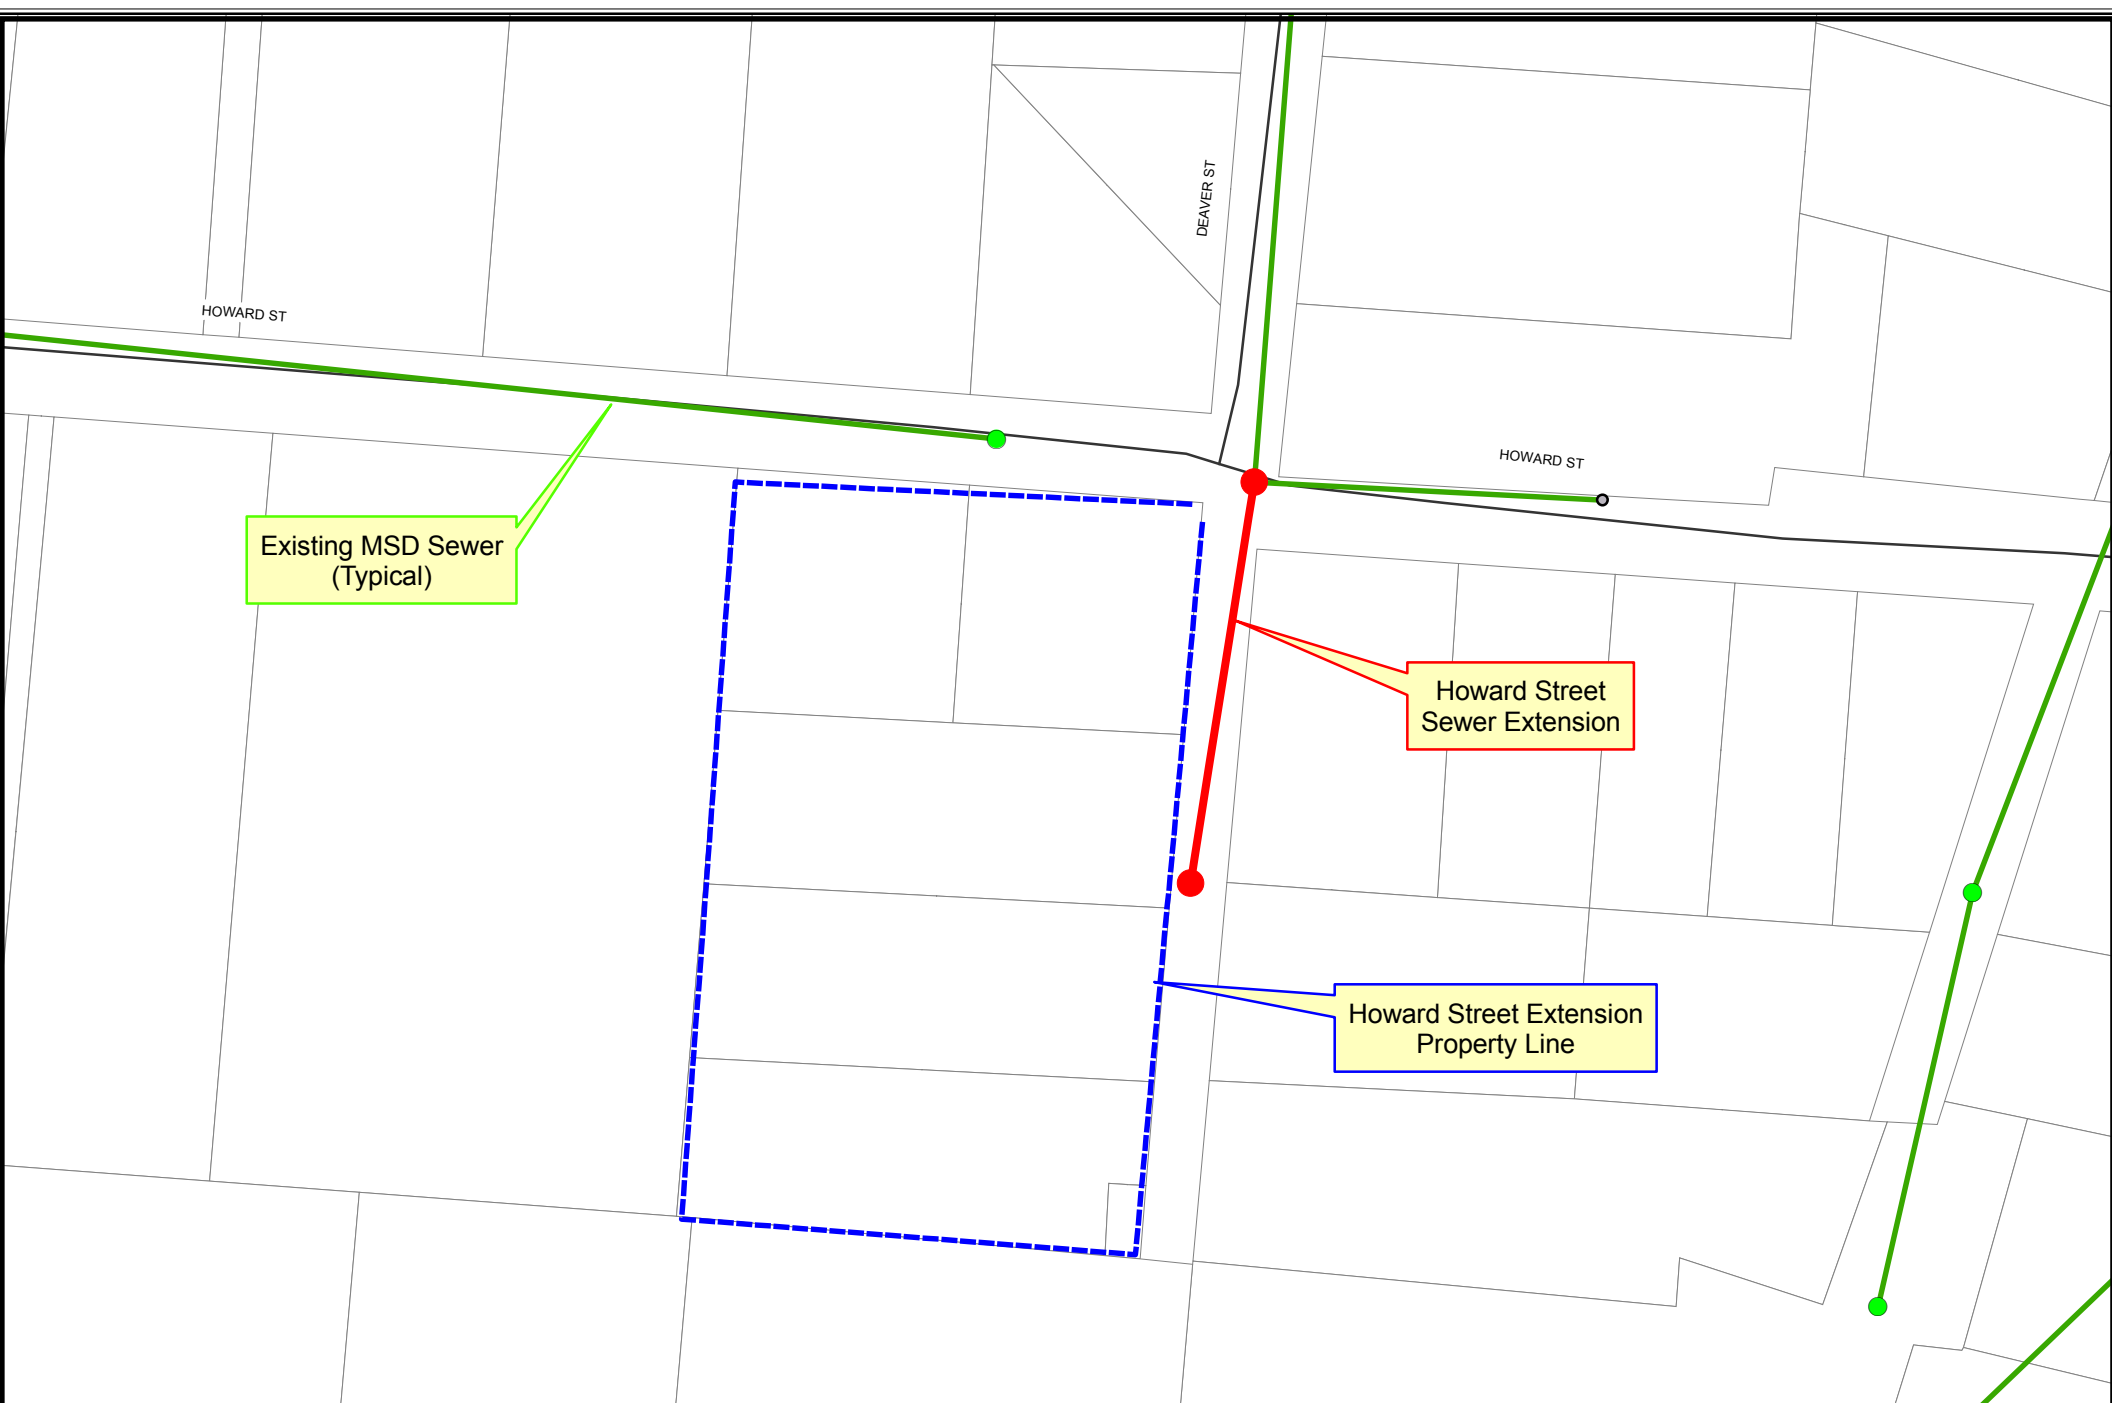 DEAVER ST
HOWARD ST
HOWARD ST
Existing MSD Sewer
(Typical)
Howard Street
Sewer Extension
Howard Street Extension
Property Line